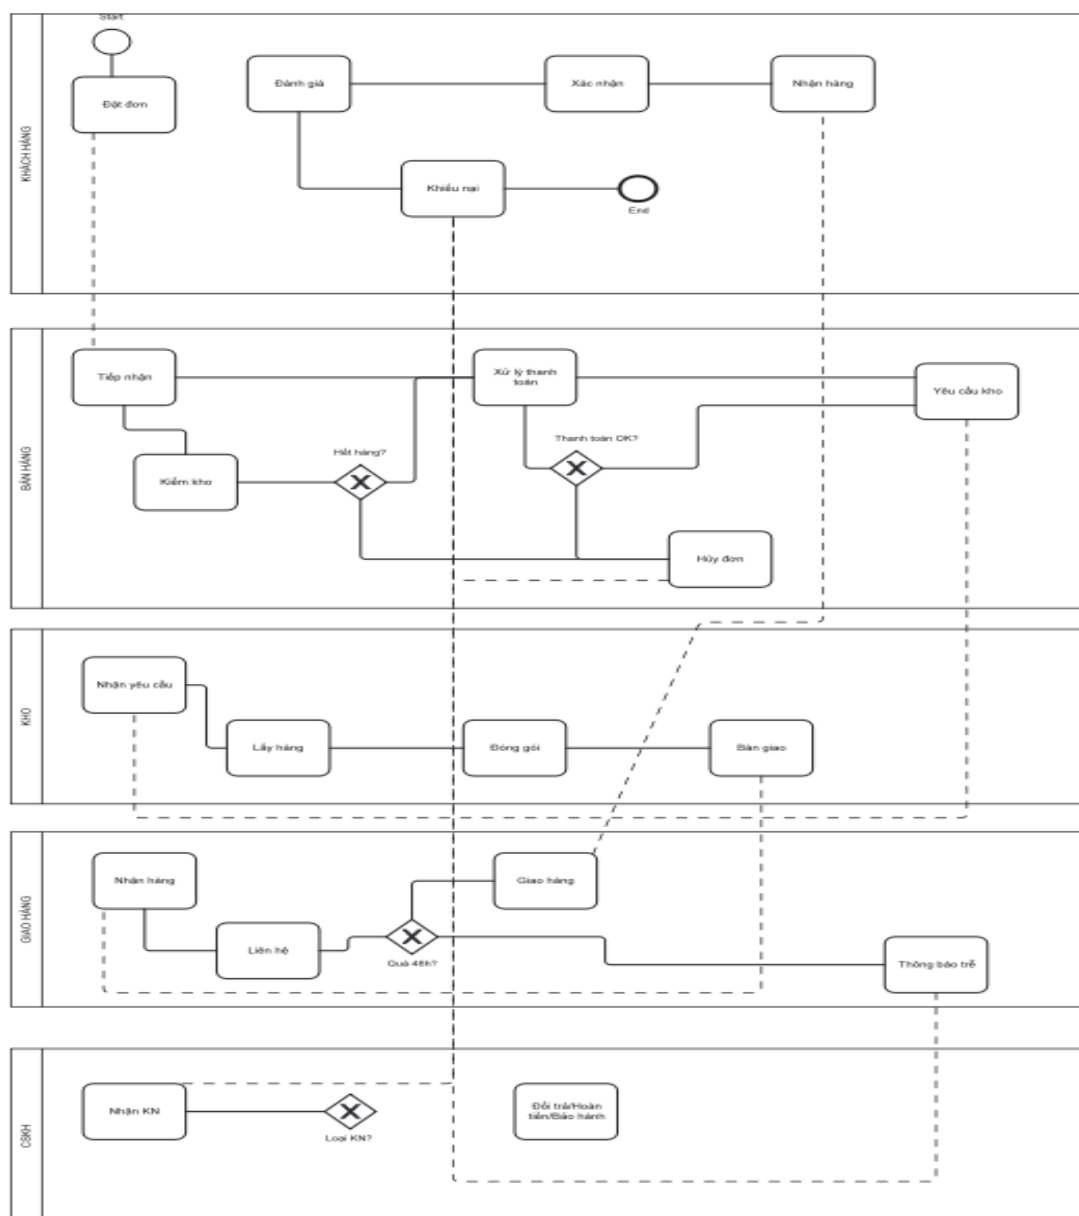 Start
Đặt đơn
Đánh giá
Xác nhận
Nhận hàng
Khiếu nại
End
KHÁCH HÀNG
Tiếp nhận
Xử lý thanh
toán
Yêu cầu kho
Hết hàng?
Thanh toán OK?
Kiểm kho
Hủy đơn
BÁN HÀNG
Nhận yêu cầu
Lấy hàng
Đóng gói
Bàn giao
KHO
Nhận hàng
Giao hàng
Liên hệ
Quá 48h?
Thông báo trễ
GIAO HÀNG
Nhận KN
Loại KN?
Đổi trả/Hoàn
tiền/Bảo hành
CSKH